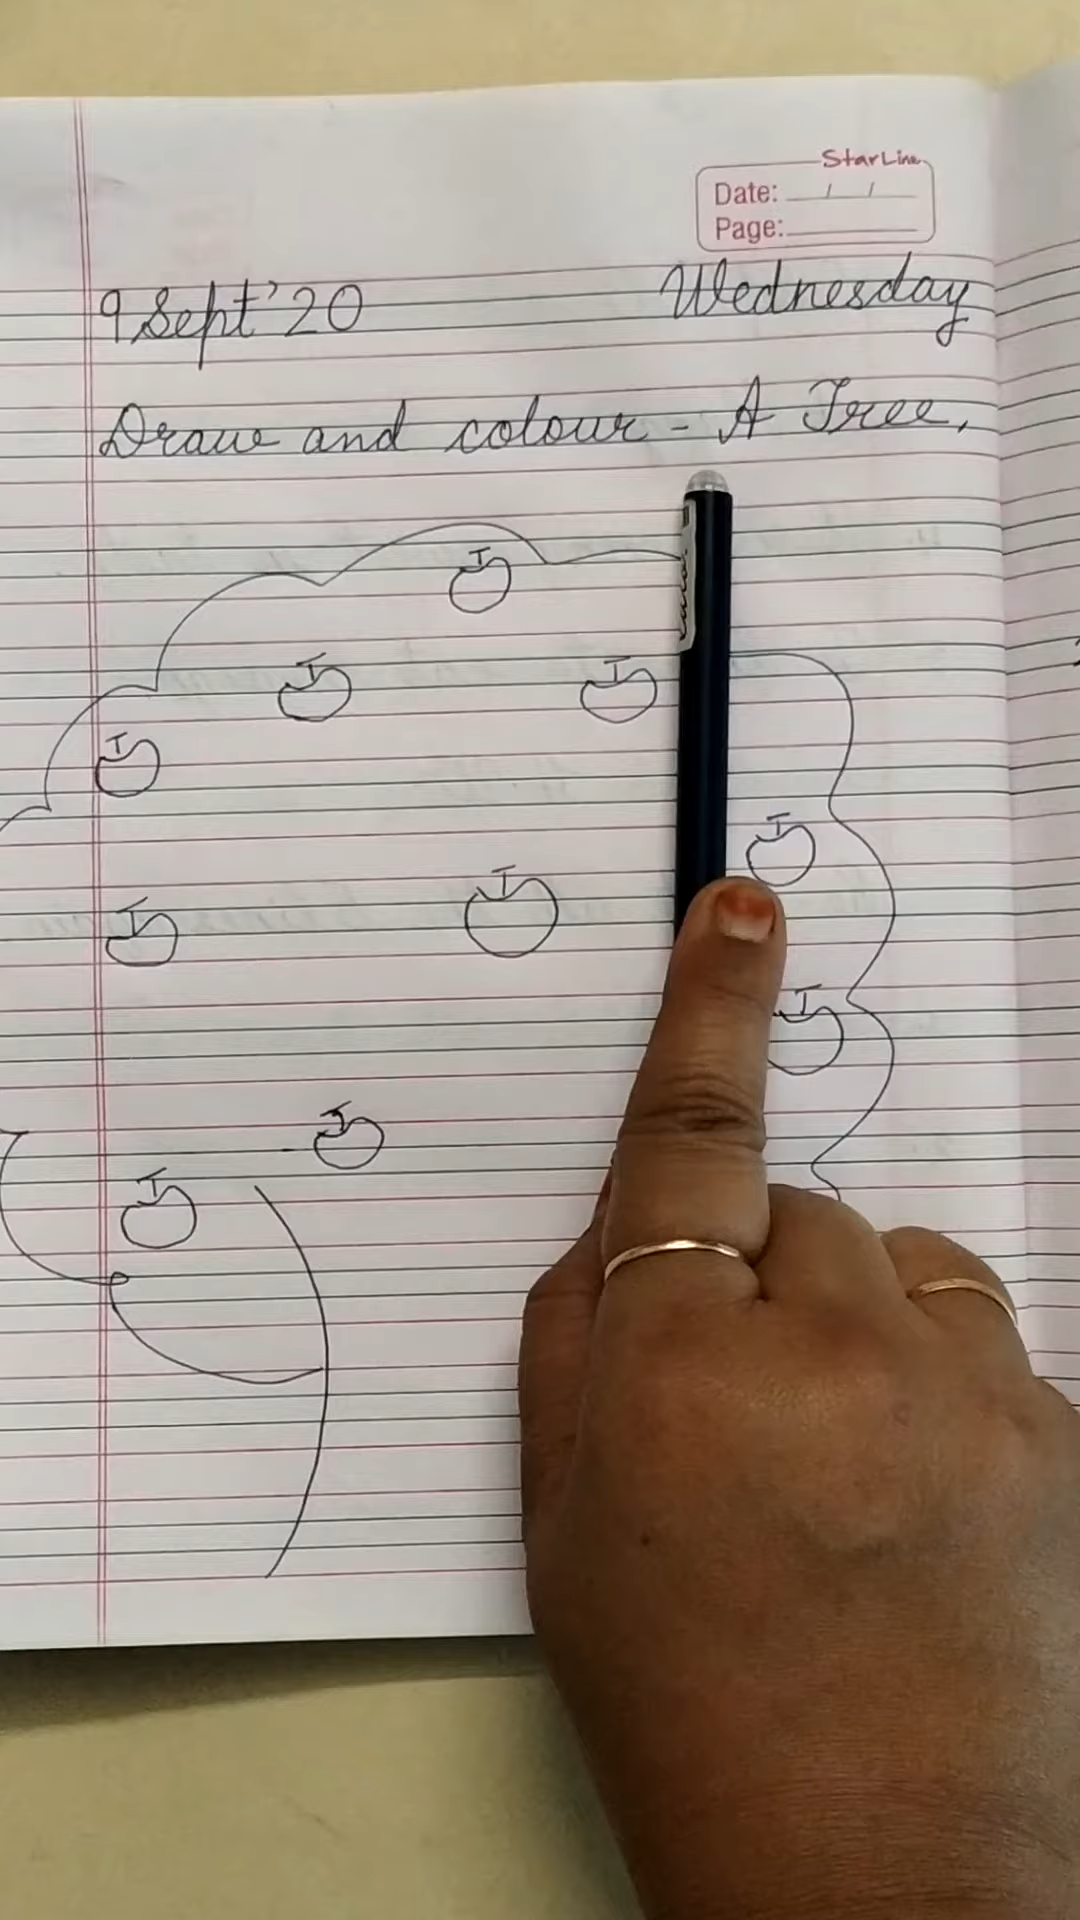 StarLine
Date: / /
Page:
9 Sept'20 Wednesday
Draw and colour - A Tree.